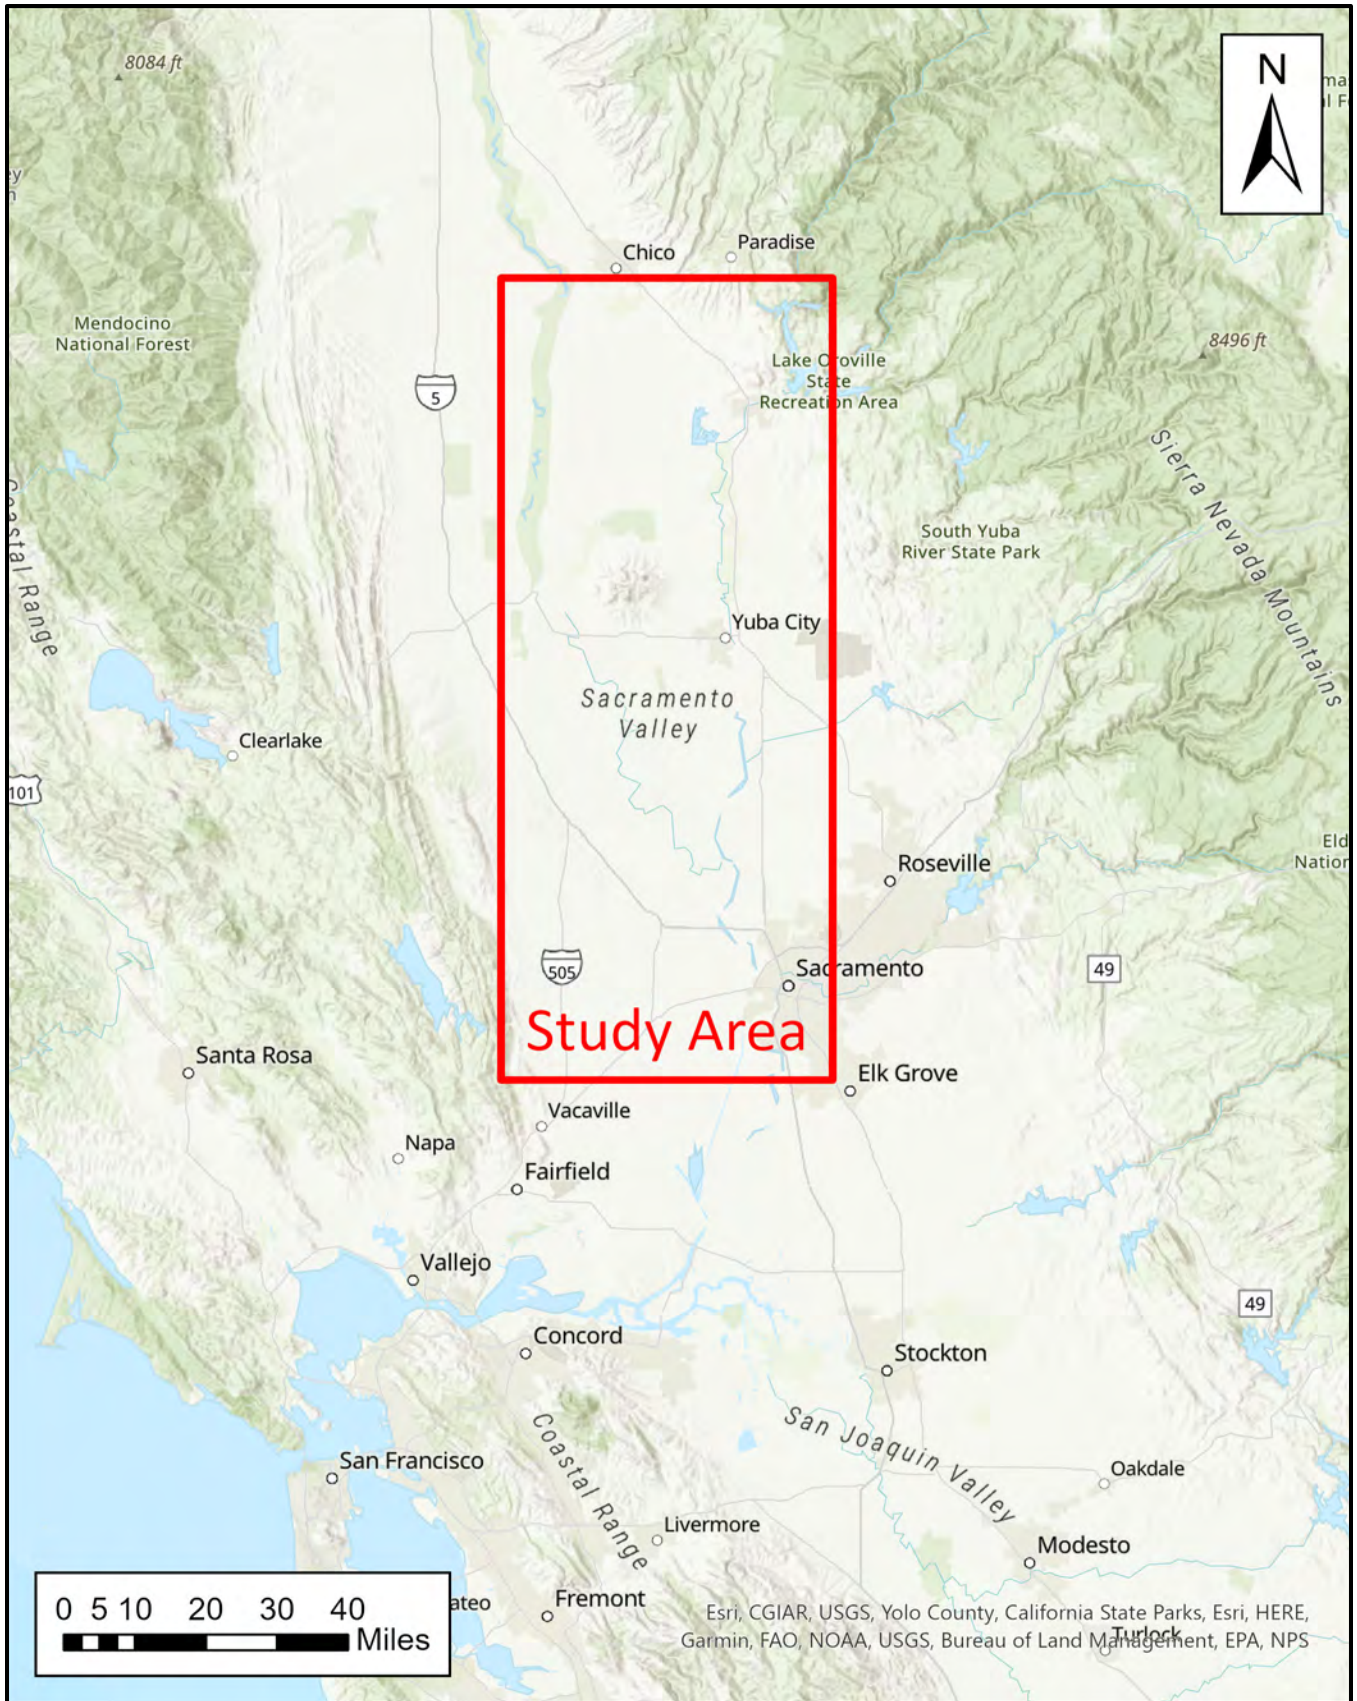 8084 ft
N
Chico
Paradise
Mendocino
National Forest
5
Lake Oroville
State
Recreation Area
8496 ft
Sierra Nevada Mountains
Coastal Range
South Yuba
River State Park
Yuba City
Sacramento
Valley
Clearlake
101
Roseville
505
Sacramento
49
Study Area
Santa Rosa
Elk Grove
Vacaville
Napa
Fairfield
Vallejo
49
Concord
Stockton
San Joaquin Valley
Coastal Range
San Francisco
Oakdale
Livermore
Modesto
Fremont
0 5 10 20 30 40
Miles
Esri, CGIAR, USGS, Yolo County, California State Parks, Esri, HERE,
Garmin, FAO, NOAA, USGS, Bureau of Land Management, EPA, NPS
Turlock